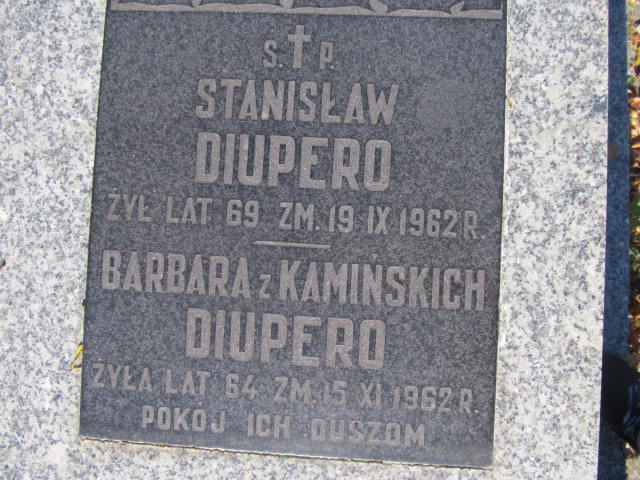 Ś. P.
STANISŁAW
DIUPERO
ŻYŁ LAT 69 ZM. 19 IX 1962 R.
BARBARA z KAMIŃSKICH
DIUPERO
ŻYŁA LAT 64 ZM. 15 XI 1962 R.
POKÓJ ICH DUSZOM